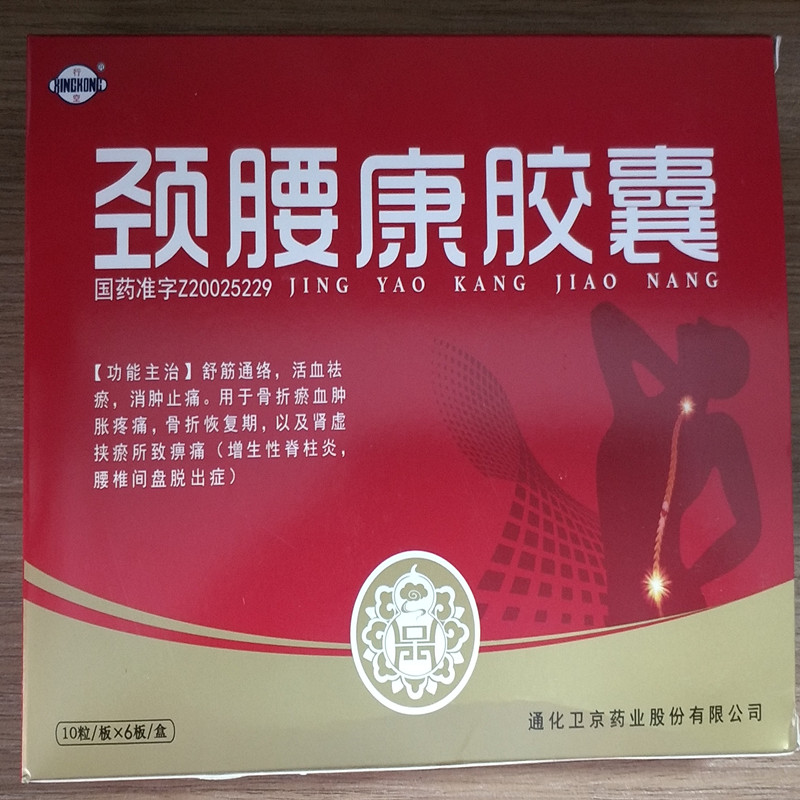 行
XINGKONG
空
颈腰康胶囊
国药准字Z20025229 JING YAO KANG JIAO NANG
【功能主治】舒筋通络，活血祛
瘀，消肿止痛。用于骨折瘀血肿
胀疼痛，骨折恢复期，以及肾虚
挟瘀所致痹痛（增生性脊柱炎，
腰椎间盘脱出症）
10粒/板×6板/盒
通化卫京药业股份有限公司